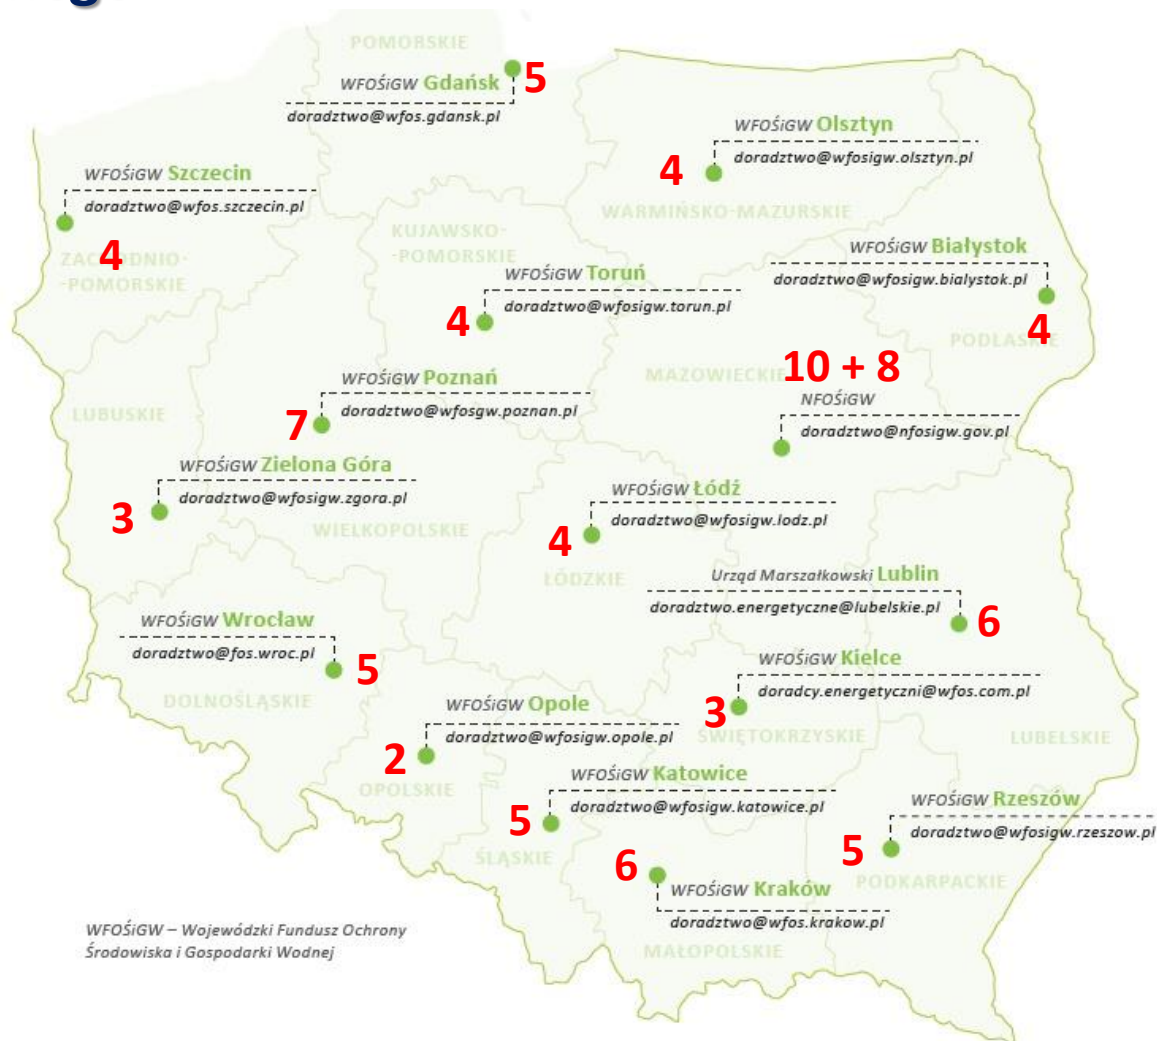 g
POMORSKIE
WFOŚiGW Gdańsk
5
doradztwo@wfos.gdansk.pl
WFOŚiGW Olsztyn
doradztwo@wfosigw.olsztyn.pl
4
WARMIŃSKO-MAZURSKIE
WFOŚiGW Szczecin
doradztwo@wfos.szczecin.pl
4
ZACHODNIO-
-POMORSKIE
KUJAWSKO-
-POMORSKIE
WFOŚiGW Toruń
doradztwo@wfosigw.torun.pl
4
WFOŚiGW Białystok
doradztwo@wfosigw.bialystok.pl
4
PODLASKIE
MAZOWIECKIE
10 + 8
NFOŚiGW
doradztwo@nfosigw.gov.pl
WFOŚiGW Poznań
doradztwo@wfosgw.poznan.pl
7
LUBUSKIE
WFOŚiGW Zielona Góra
doradztwo@wfosigw.zgora.pl
3
WIELKOPOLSKIE
WFOŚiGW Łódź
doradztwo@wfosigw.lodz.pl
4
ŁÓDZKIE
Urząd Marszałkowski Lublin
doradztwo.energetyczne@lubelskie.pl
6
WFOŚiGW Wrocław
doradztwo@fos.wroc.pl
5
DOLNOŚLĄSKIE
WFOŚiGW Kielce
doradcy.energetyczni@wfos.com.pl
3
ŚWIĘTOKRZYSKIE
LUBELSKIE
WFOŚiGW Opole
doradztwo@wfosigw.opole.pl
2
OPOLSKIE
WFOŚiGW Katowice
doradztwo@wfosigw.katowice.pl
5
ŚLĄSKIE
WFOŚiGW Rzeszów
doradztwo@wfosigw.rzeszow.pl
5
PODKARPACKIE
6
WFOŚiGW Kraków
doradztwo@wfos.krakow.pl
MAŁOPOLSKIE
WFOŚiGW – Wojewódzki Fundusz Ochrony
Środowiska i Gospodarki Wodnej